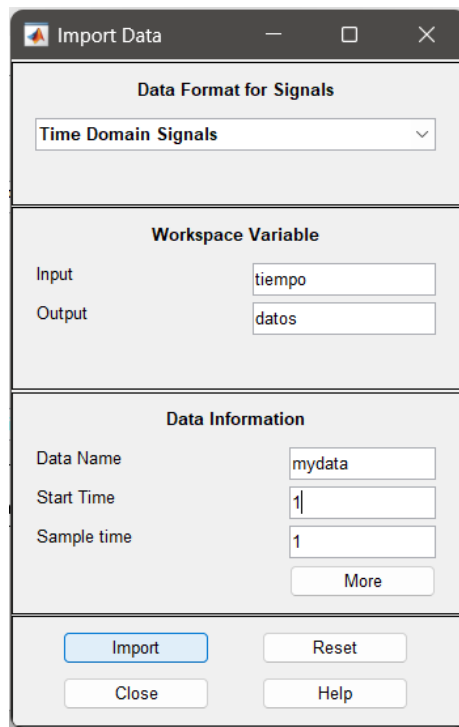 Import Data
Data Format for Signals
Time Domain Signals
Workspace Variable
Input tiempo
Output datos
Data Information
Data Name mydata
Start Time 1
Sample time 1
More
Import Reset
Close Help